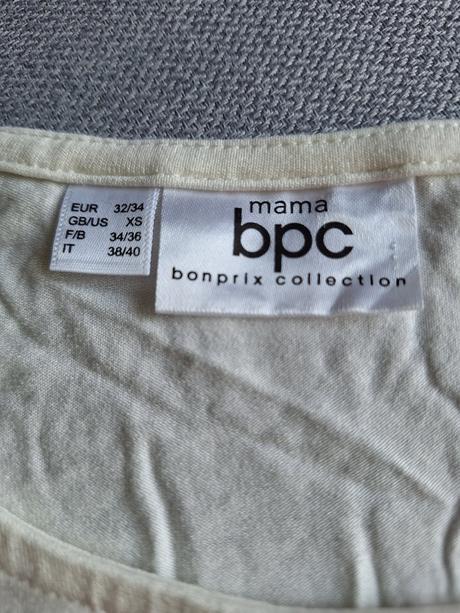 EUR 32/34
GB/US XS
F/B 34/36
IT 38/40
mama
bpc
bonprix collection